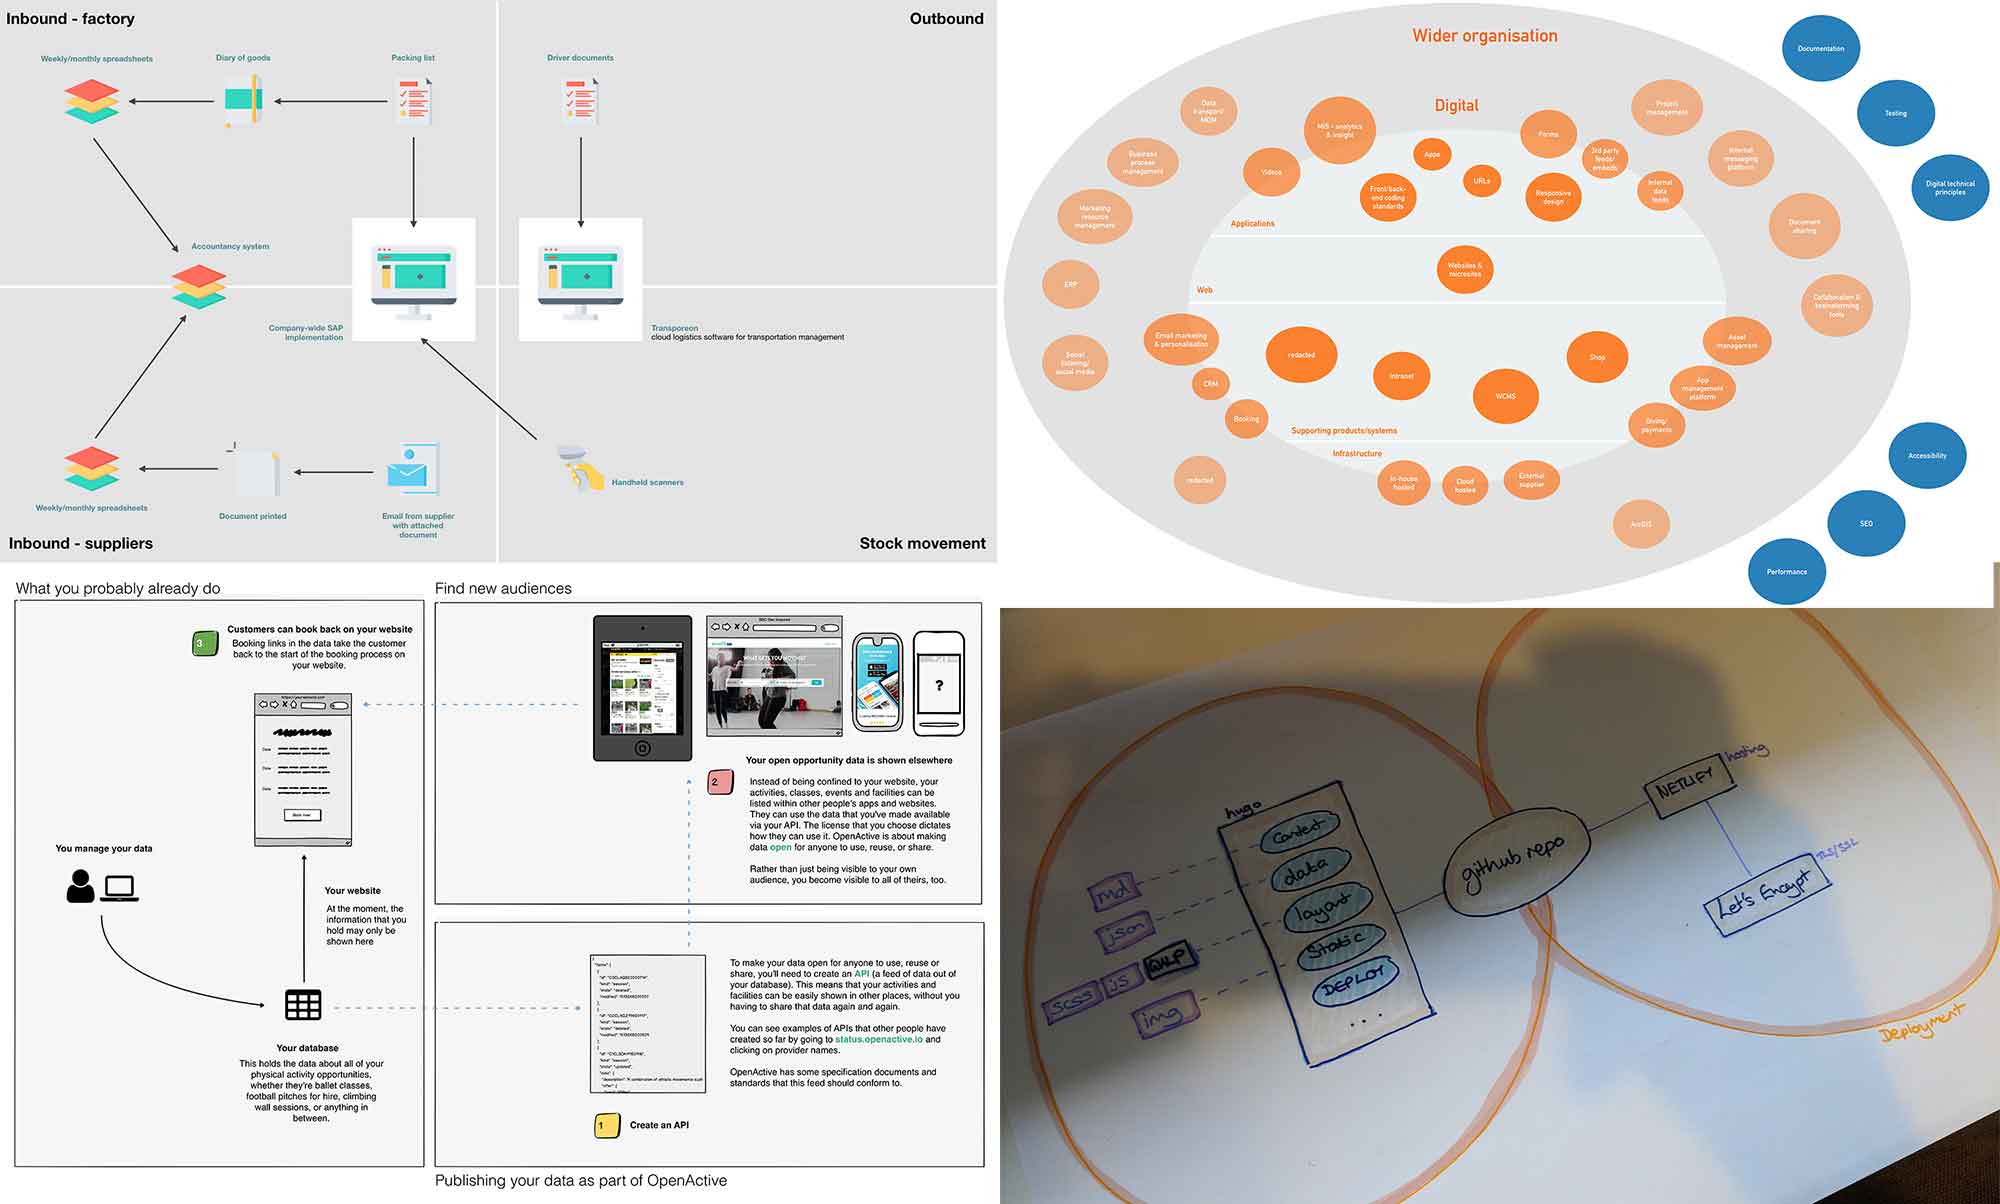 Inbound - factory
Outbound
Weekly/monthly spreadsheets
Diary of goods
Packing list
Driver documents
Accountancy system
Company-wide SAP
implementation
Transporeon
cloud logistics software for transportation management
Handheld scanners
Weekly/monthly spreadsheets
Document printed
Email from supplier
with attached
document
Inbound - suppliers
Stock movement
Wider organisation
Digital
Data
transport/
MDM
MIS - analytics
& insight
Forms
Project
management
Business
process
management
Videos
Apps
3rd party
feeds/
embeds
Internal
messaging
platform
Marketing
resource
management
Front/back-
end coding
standards
URLs
Responsive
design
Internal
data
feeds
Document
sharing
Applications
Websites &
microsites
Web
ERP
Collaboration &
brainstorming
tools
Email marketing
& personalisation
redacted
Shop
Asset
management
Social
listening/
social media
CRM
Intranet
WCMS
App
management
platform
Booking
Giving/
payments
Supporting products/systems
Infrastructure
redacted
In-house
hosted
Cloud
hosted
External
supplier
ArcGIS
Documentation
Testing
Digital technical
principles
Accessibility
SEO
Performance
What you probably already do
3
Customers can book back on your website
Booking links in the data take the customer
back to the start of the booking process on
your website.
Date
Date
Date
Book now!
You manage your data
Your website
At the moment, the
information that you
hold may only be
shown here
Your database
This holds the data about all of your
physical activity opportunities,
whether they're ballet classes,
football pitches for hire, climbing
wall sessions, or anything in
between.
Find new audiences
WHAT GETS YOU MOVING?
?
2
Your open opportunity data is shown elsewhere
Instead of being confined to your website, your
activities, classes, events and facilities can be
listed within other people's apps and websites.
They can use the data that you've made available
via your API. The license that you choose dictates
how they can use it. OpenActive is about making
data open for anyone to use, reuse, or share.
Rather than just being visible to your own
audience, you become visible to all of theirs, too.
To make your data open for anyone to use, reuse or
share, you'll need to create an API (a feed of data out of
your database). This means that your activities and
facilities can be easily shown in other places, without you
having to share that data again and again.
You can see examples of APIs that other people have
created so far by going to status.openactive.io and
clicking on provider names.
OpenActive has some specification documents and
standards that this feed should conform to.
1
Create an API
Publishing your data as part of OpenActive
hugo
Content
data
layout
Static
DEPLOY
...
md
json
SCSS
js
GULP
img
github repo
NETLIFY
hosting
Let's Encrypt
TLS/SSL
Deployment